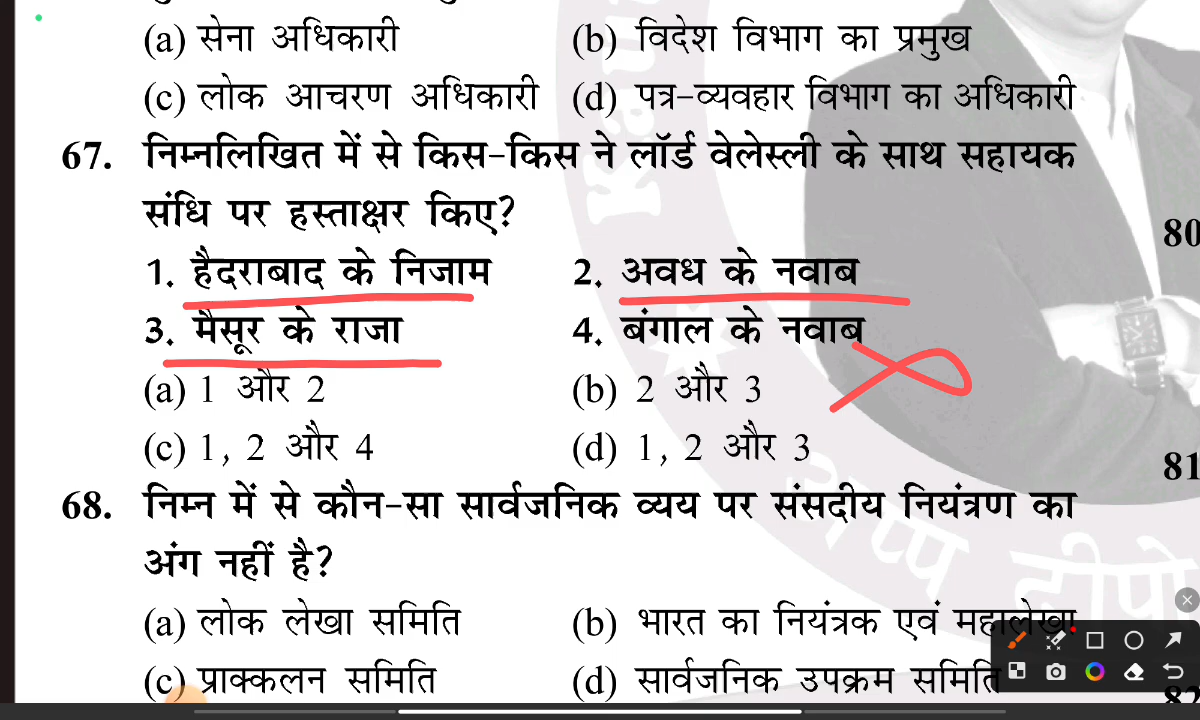 (a) सेना अधिकारी (b) विदेश विभाग का प्रमुख
(c) लोक आचरण अधिकारी (d) पत्र-व्यवहार विभाग का अधिकारी
67. निम्नलिखित में से किस-किस ने लॉर्ड वेलेस्ली के साथ सहायक
संधि पर हस्ताक्षर किए?
1. हैदराबाद के निजाम 2. अवध के नवाब
3. मैसूर के राजा 4. बंगाल के नवाब
(a) 1 और 2 (b) 2 और 3
(c) 1, 2 और 4 (d) 1, 2 और 3
68. निम्न में से कौन-सा सार्वजनिक व्यय पर संसदीय नियंत्रण का
अंग नहीं है?
(a) लोक लेखा समिति (b) भारत का नियंत्रक एवं महालेखा
(c) प्राक्कलन समिति (d) सार्वजनिक उपक्रम समिति
80
81
82